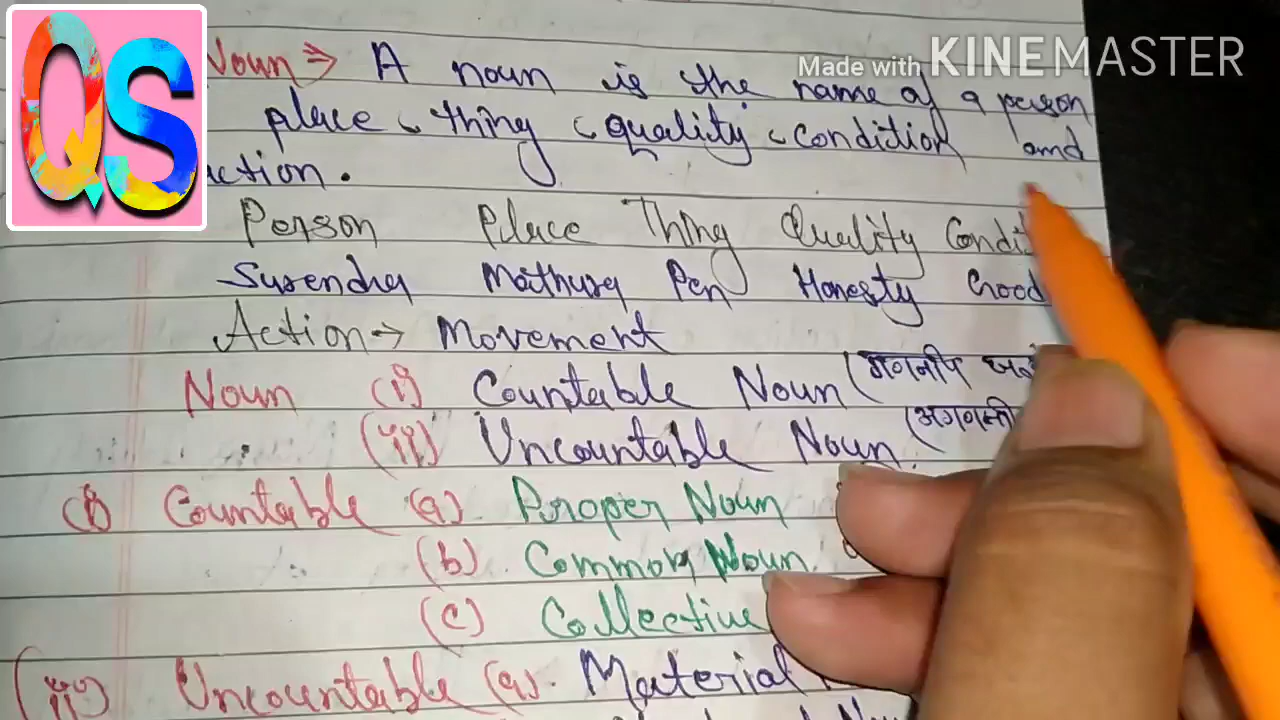 QS
Made with KINEMASTER
Noun ⇒ A noun is the name of a person
place, thing, quality, condition and
action.
Person Place Thing Quality Condit
Surendra Mathura Pen Honesty Good
Action → Movement
Noun (i) Countable Noun (
(ii) Uncountable Noun. (
(i) Countable (a). Proper Noun
(b) Common Noun.
(c) Collective
(ii) Uncountable (a). Material